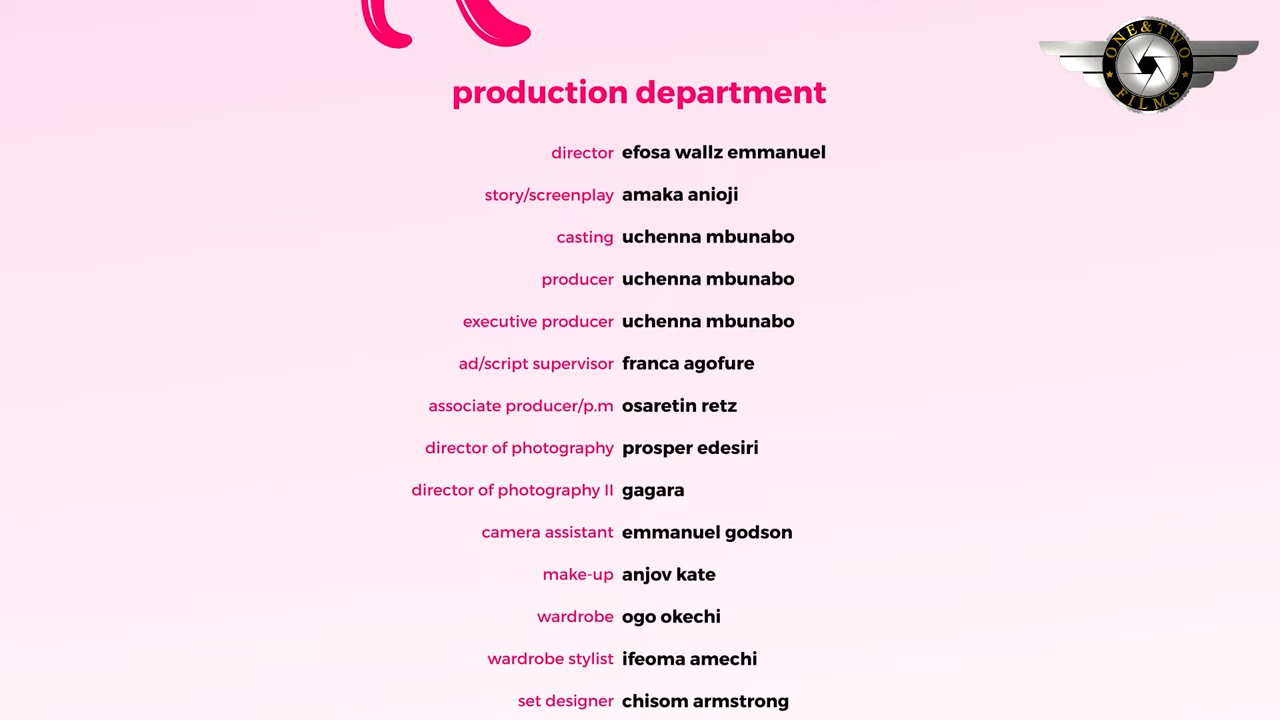 ONE&TWO
FILMS
production department
director efosa wallz emmanuel
story/screenplay amaka anioji
casting uchenna mbunabo
producer uchenna mbunabo
executive producer uchenna mbunabo
ad/script supervisor franca agofure
associate producer/p.m osaretin retz
director of photography prosper edesiri
director of photography II gagara
camera assistant emmanuel godson
make-up anjov kate
wardrobe ogo okechi
wardrobe stylist ifeoma amechi
set designer chisom armstrong